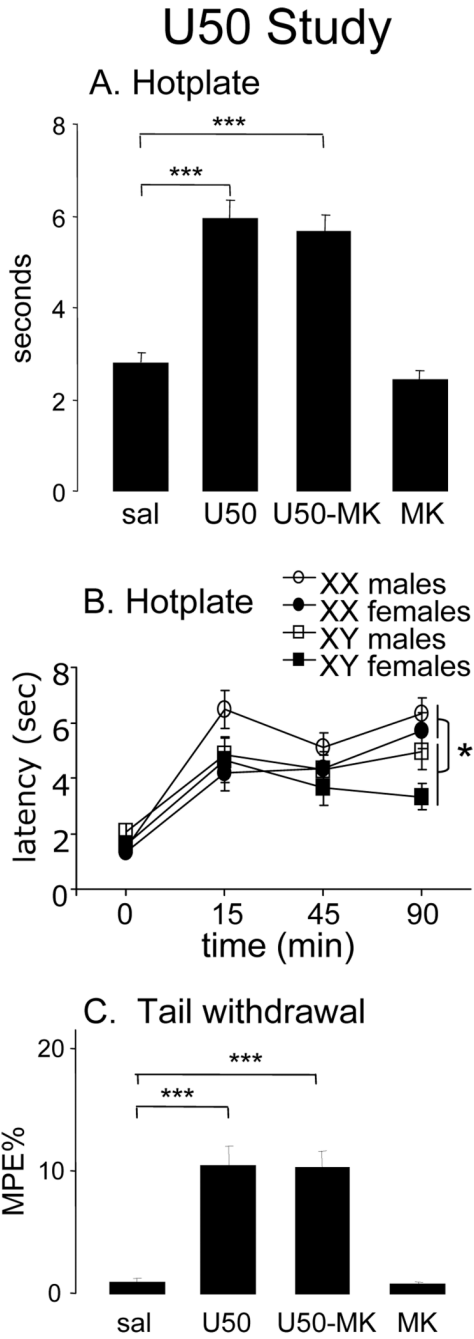 U50 Study
A. Hotplate
8
***
***
6
seconds
4
2
0
sal U50 U50-MK MK
B. Hotplate
XX males
XX females
XY males
XY females
8
6
*
latency (sec)
4
2
0
0 15 45 90
time (min)
C. Tail withdrawal
20
***
***
MPE%
10
0
sal U50 U50-MK MK